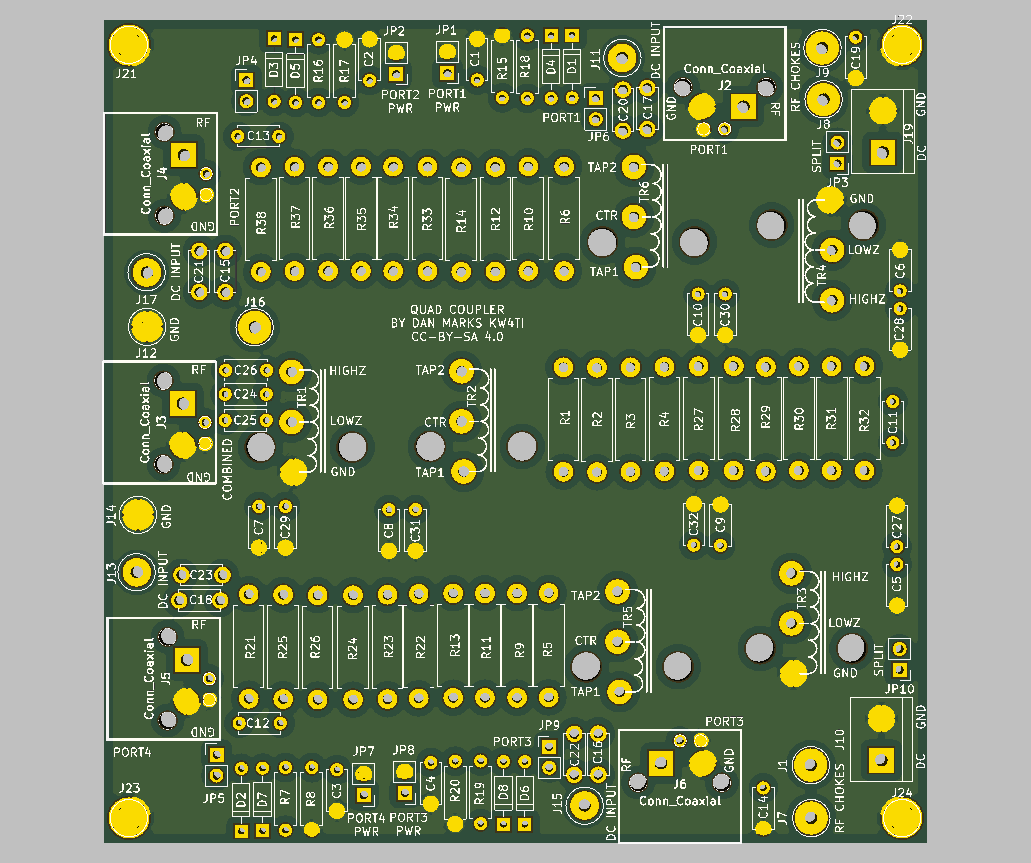 J21
JP4
D3
D5
R16
R17
C2
JP2
PORT2
PWR
JP1
PORT1
PWR
C1
R15
R18
D4
D1
J11
DC INPUT
PORT1
JP6
C20
C17
Conn_Coaxial
J2
GND
RF
PORT1
J9
RF CHOKES
J8
C19
J22
GND
J19
DC
SPLIT
JP3
RF
Conn_Coaxial
J4
GND
C13
PORT2
R38
R37
R36
R35
R34
R33
R14
R12
R10
R6
TAP2
CTR
TAP1
TR6
GND
LOWZ
HIGHZ
TR4
C6
C28
DC INPUT
C21
C15
J17
J16
GND
J12
QUAD COUPLER
BY DAN MARKS KW4TI
CC-BY-SA 4.0
C10
C30
RF
Conn_Coaxial
J3
GND
C26
C24
C25
COMBINED
HIGHZ
TR1
LOWZ
GND
TAP2
TR2
CTR
TAP1
R1
R2
R3
R4
R27
R28
R29
R30
R31
R32
C11
J14
GND
C7
C29
C8
C31
C32
C9
C27
C5
J13
DC INPUT
C23
C18
RF
Conn_Coaxial
J5
GND
PORT4
R21
R25
R26
R24
R23
R22
R13
R11
R9
R5
C12
TAP2
TR5
CTR
TAP1
HIGHZ
TR3
LOWZ
GND
SPLIT
JP10
J23
JP5
D2
D7
R7
R8
C3
JP7
PORT4
PWR
JP8
PORT3
PWR
C4
R20
R19
D8
D6
PORT3
JP9
C22
C16
J15
DC INPUT
PORT3
RF
J6
GND
Conn_Coaxial
C14
J1
RF CHOKES
J7
J10
GND
DC
J24